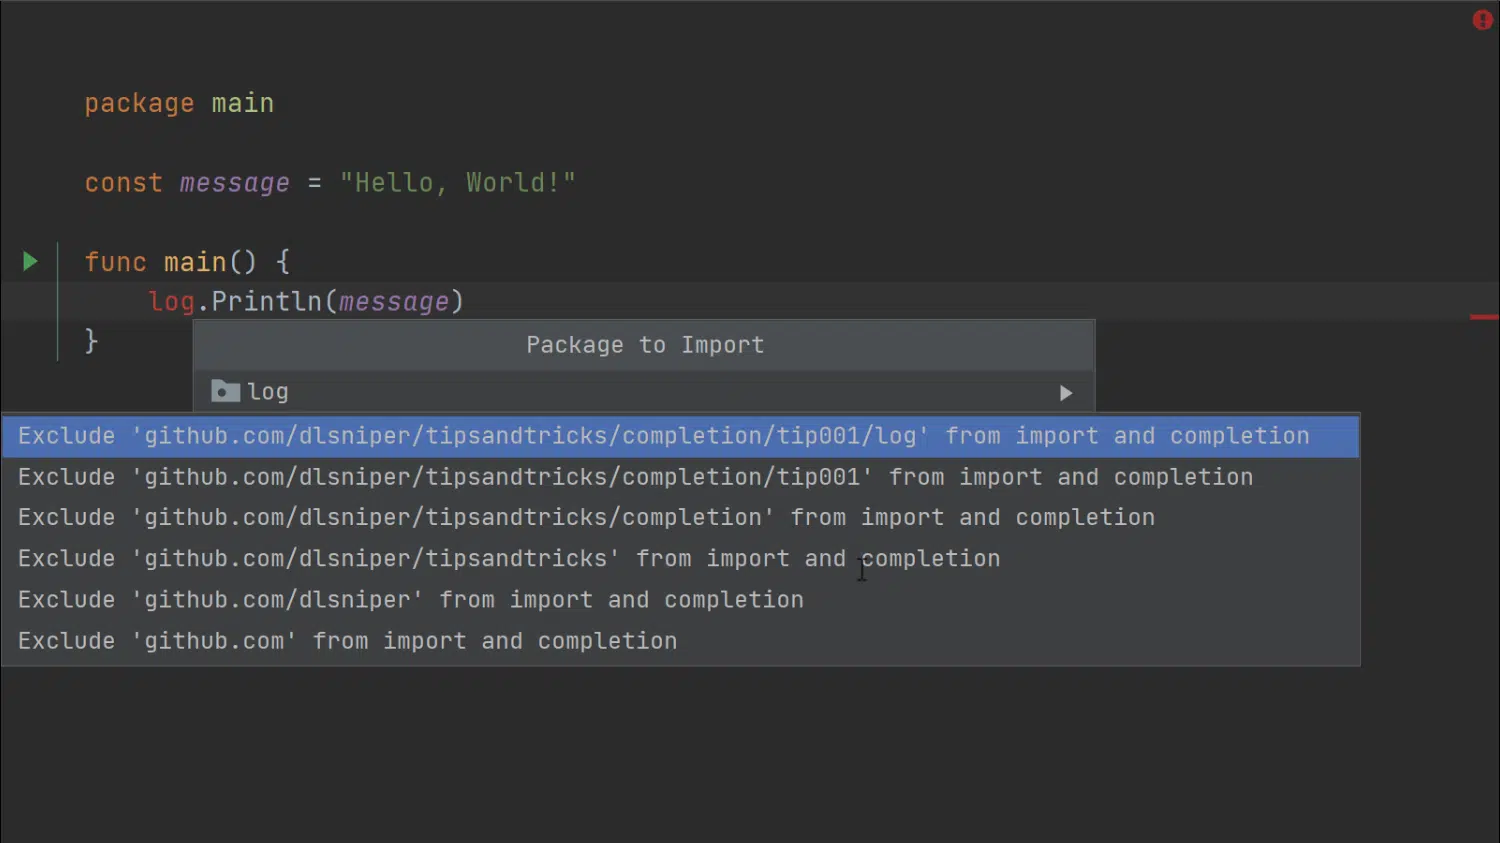 package main
const message = "Hello, World!"
func main() {
log.Println(message)
}
Package to Import
log
Exclude 'github.com/dlsniper/tipsandtricks/completion/tip001/log' from import and completion
Exclude 'github.com/dlsniper/tipsandtricks/completion/tip001' from import and completion
Exclude 'github.com/dlsniper/tipsandtricks/completion' from import and completion
Exclude 'github.com/dlsniper/tipsandtricks' from import and completion
Exclude 'github.com/dlsniper' from import and completion
Exclude 'github.com' from import and completion